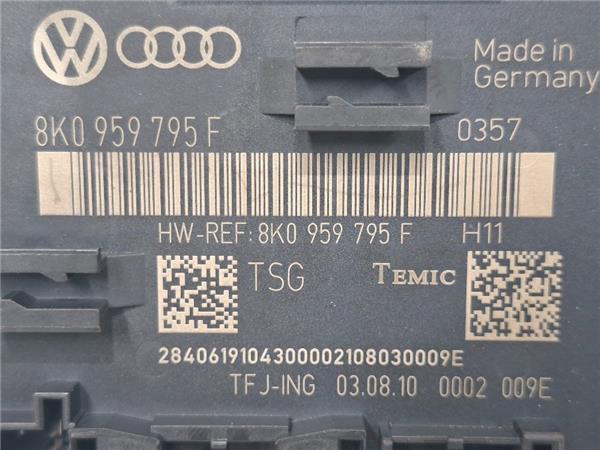 Made in
Germany
8K0 959 795 F
0357
HW-REF: 8K0 959 795 F H11
TSG TEMIC
2840619104300002108030009E
TFJ-ING 03.08.10 0002 009E